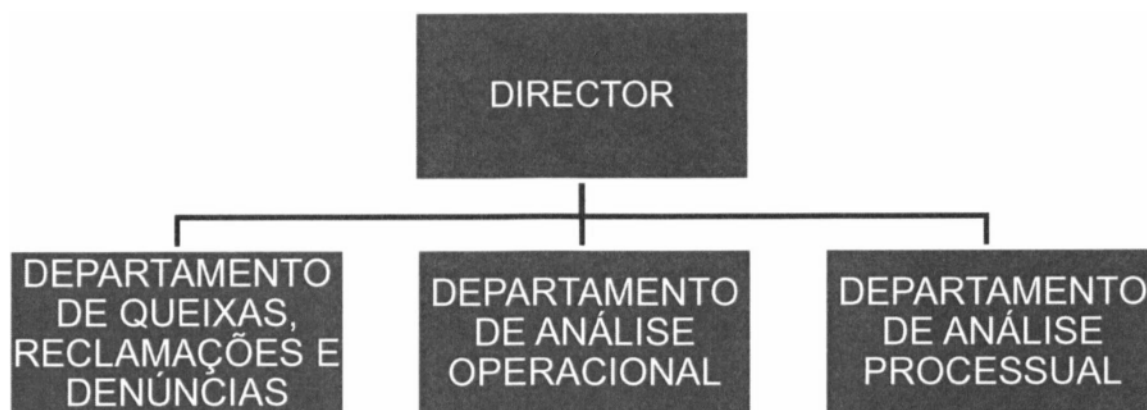 DIRECTOR
DEPARTAMENTO
DE QUEIXAS,
RECLAMAÇÕES E
DENÚNCIAS
DEPARTAMENTO
DE ANÁLISE
OPERACIONAL
DEPARTAMENTO
DE ANÁLISE
PROCESSUAL